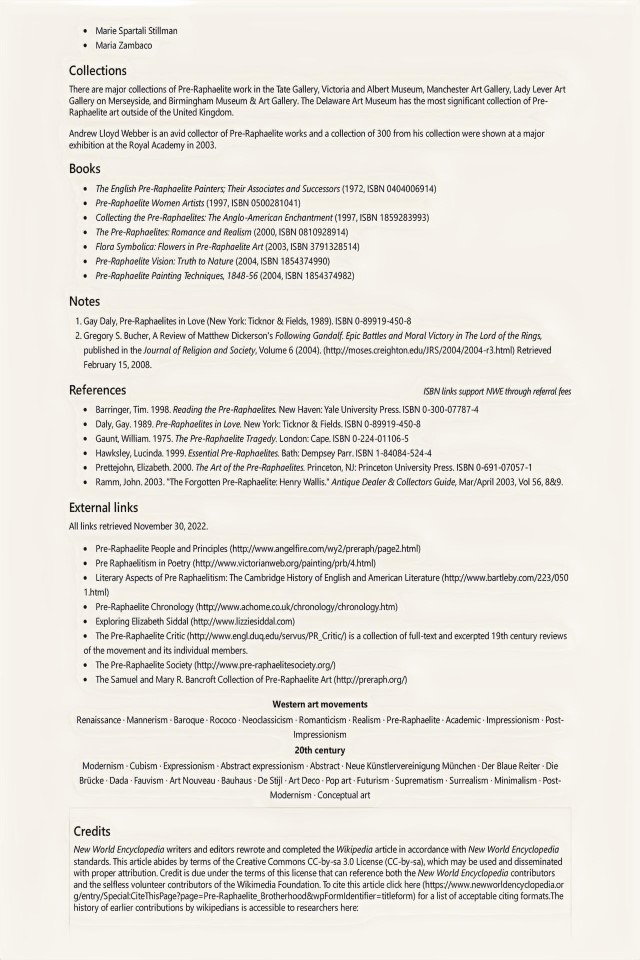 • Marie Spartali Stillman
• Maria Zambaco
Collections
There are major collections of Pre-Raphaelite work in the Tate Gallery, Victoria and Albert Museum, Manchester Art Gallery, Lady Lever Art
Gallery on Merseyside, and Birmingham Museum & Art Gallery. The Delaware Art Museum has the most significant collection of Pre-
Raphaelite art outside of the United Kingdom.
Andrew Lloyd Webber is an avid collector of Pre-Raphaelite works and a collection of 300 from his collection were shown at a major
exhibition at the Royal Academy in 2003.
Books
• The English Pre-Raphaelite Painters; Their Associates and Successors (1972, ISBN 0404006914)
• Pre-Raphaelite Women Artists (1997, ISBN 0500281041)
• Collecting the Pre-Raphaelites: The Anglo-American Enchantment (1997, ISBN 1859283993)
• The Pre-Raphaelites: Romance and Realism (2000, ISBN 0810928914)
• Flora Symbolica: Flowers in Pre-Raphaelite Art (2003, ISBN 3791328514)
• Pre-Raphaelite Vision: Truth to Nature (2004, ISBN 1854374990)
• Pre-Raphaelite Painting Techniques, 1848-56 (2004, ISBN 1854374982)
Notes
1. Gay Daly, Pre-Raphaelites in Love (New York: Ticknor & Fields, 1989). ISBN 0-89919-450-8
2. Gregory S. Bucher, A Review of Matthew Dickerson's Following Gandalf. Epic Battles and Moral Victory in The Lord of the Rings,
published in the Journal of Religion and Society, Volume 6 (2004). (http://moses.creighton.edu/JRS/2004/2004-r3.html) Retrieved
February 15, 2008.
References ISBN links support NWE through referral fees
• Barringer, Tim. 1998. Reading the Pre-Raphaelites. New Haven: Yale University Press. ISBN 0-300-07787-4
• Daly, Gay. 1989. Pre-Raphaelites in Love. New York: Ticknor & Fields. ISBN 0-89919-450-8
• Gaunt, William. 1975. The Pre-Raphaelite Tragedy. London: Cape. ISBN 0-224-01106-5
• Hawksley, Lucinda. 1999. Essential Pre-Raphaelites. Bath: Dempsey Parr. ISBN 1-84084-524-4
• Prettejohn, Elizabeth. 2000. The Art of the Pre-Raphaelites. Princeton, NJ: Princeton University Press. ISBN 0-691-07057-1
• Ramm, John. 2003. "The Forgotten Pre-Raphaelite: Henry Wallis." Antique Dealer & Collectors Guide, Mar/April 2003, Vol 56, 8&9.
External links
All links retrieved November 30, 2022.
• Pre-Raphaelite People and Principles (http://www.angelfire.com/wy2/preraph/page2.html)
• Pre Raphaelitism in Poetry (http://www.victorianweb.org/painting/prb/4.html)
• Literary Aspects of Pre Raphaelitism: The Cambridge History of English and American Literature (http://www.bartleby.com/223/050
1.html)
• Pre-Raphaelite Chronology (http://www.achome.co.uk/chronology/chronology.htm)
• Exploring Elizabeth Siddal (http://www.lizziesiddal.com)
• The Pre-Raphaelite Critic (http://www.engl.duq.edu/servus/PR_Critic/) is a collection of full-text and excerpted 19th century reviews
of the movement and its individual members.
• The Pre-Raphaelite Society (http://www.pre-raphaelitesociety.org/)
• The Samuel and Mary R. Bancroft Collection of Pre-Raphaelite Art (http://preraph.org/)
Western art movements
Renaissance · Mannerism · Baroque · Rococo · Neoclassicism · Romanticism · Realism · Pre-Raphaelite · Academic · Impressionism · Post-
Impressionism
20th century
Modernism · Cubism · Expressionism · Abstract expressionism · Abstract · Neue Künstlervereinigung München · Der Blaue Reiter · Die
Brücke · Dada · Fauvism · Art Nouveau · Bauhaus · De Stijl · Art Deco · Pop art · Futurism · Suprematism · Surrealism · Minimalism · Post-
Modernism · Conceptual art
Credits
New World Encyclopedia writers and editors rewrote and completed the Wikipedia article in accordance with New World Encyclopedia
standards. This article abides by terms of the Creative Commons CC-by-sa 3.0 License (CC-by-sa), which may be used and disseminated
with proper attribution. Credit is due under the terms of this license that can reference both the New World Encyclopedia contributors
and the selfless volunteer contributors of the Wikimedia Foundation. To cite this article click here (https://www.newworldencyclopedia.or
g/entry/Special:CiteThisPage?page=Pre-Raphaelite_Brotherhood&wpFormIdentifier=titleform) for a list of acceptable citing formats.The
history of earlier contributions by wikipedians is accessible to researchers here: